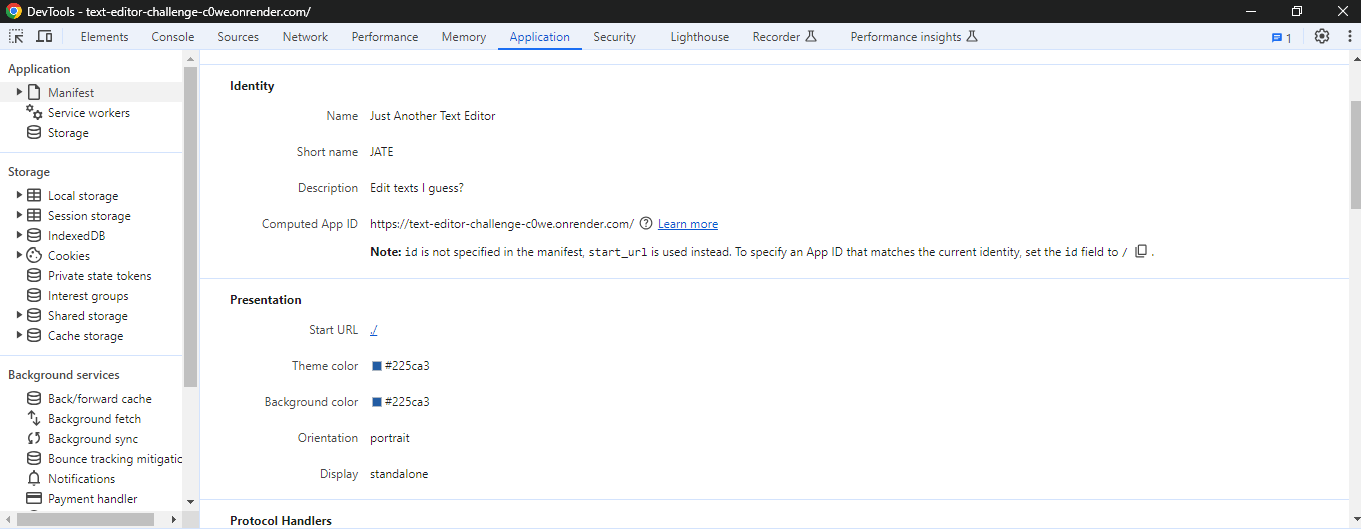 DevTools - text-editor-challenge-c0we.onrender.com/
Elements Console Sources Network Performance Memory Application Security Lighthouse Recorder Performance insights 1
Application
Manifest
Service workers
Storage
Storage
Local storage
Session storage
IndexedDB
Cookies
Private state tokens
Interest groups
Shared storage
Cache storage
Background services
Back/forward cache
Background fetch
Background sync
Bounce tracking mitigatic
Notifications
Payment handler
Identity
Name Just Another Text Editor
Short name JATE
Description Edit texts I guess?
Computed App ID https://text-editor-challenge-c0we.onrender.com/ ? Learn more
Note: id is not specified in the manifest, start_url is used instead. To specify an App ID that matches the current identity, set the id field to / .
Presentation
Start URL ./
Theme color #225ca3
Background color #225ca3
Orientation portrait
Display standalone
Protocol Handlers